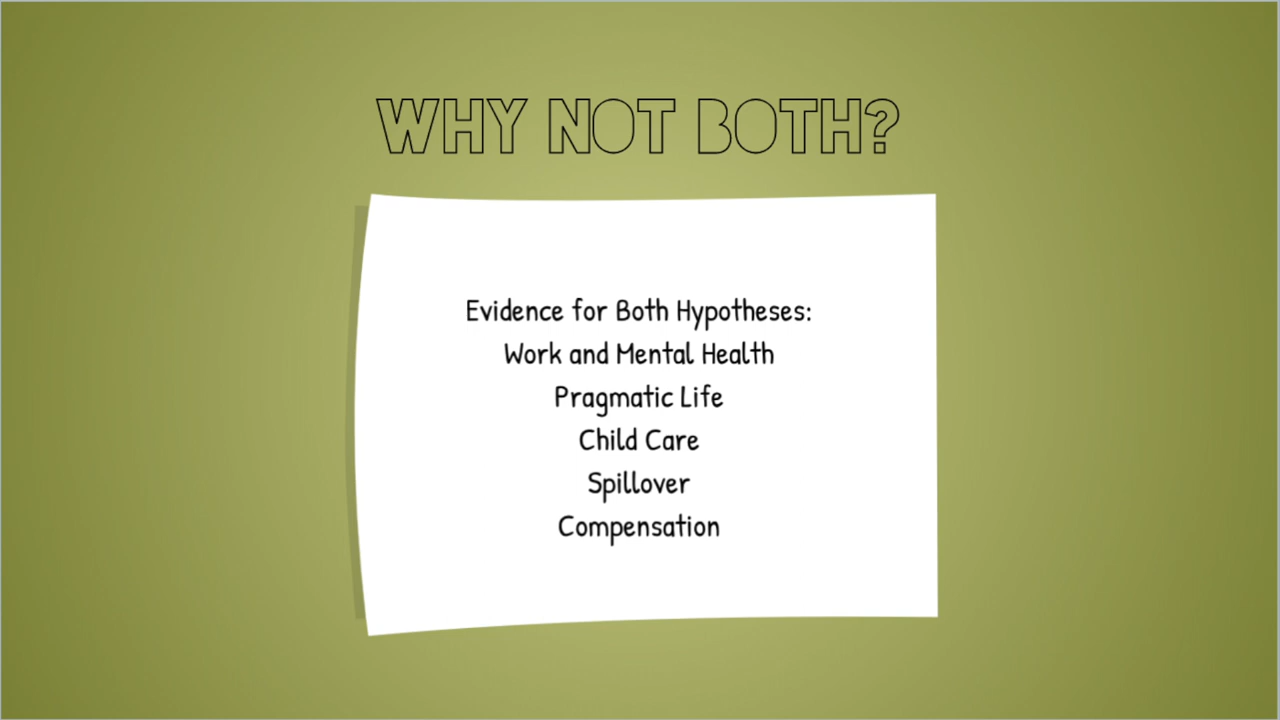 WHY NOT BOTH?
Evidence for Both Hypotheses:
Work and Mental Health
Pragmatic Life
Child Care
Spillover
Compensation